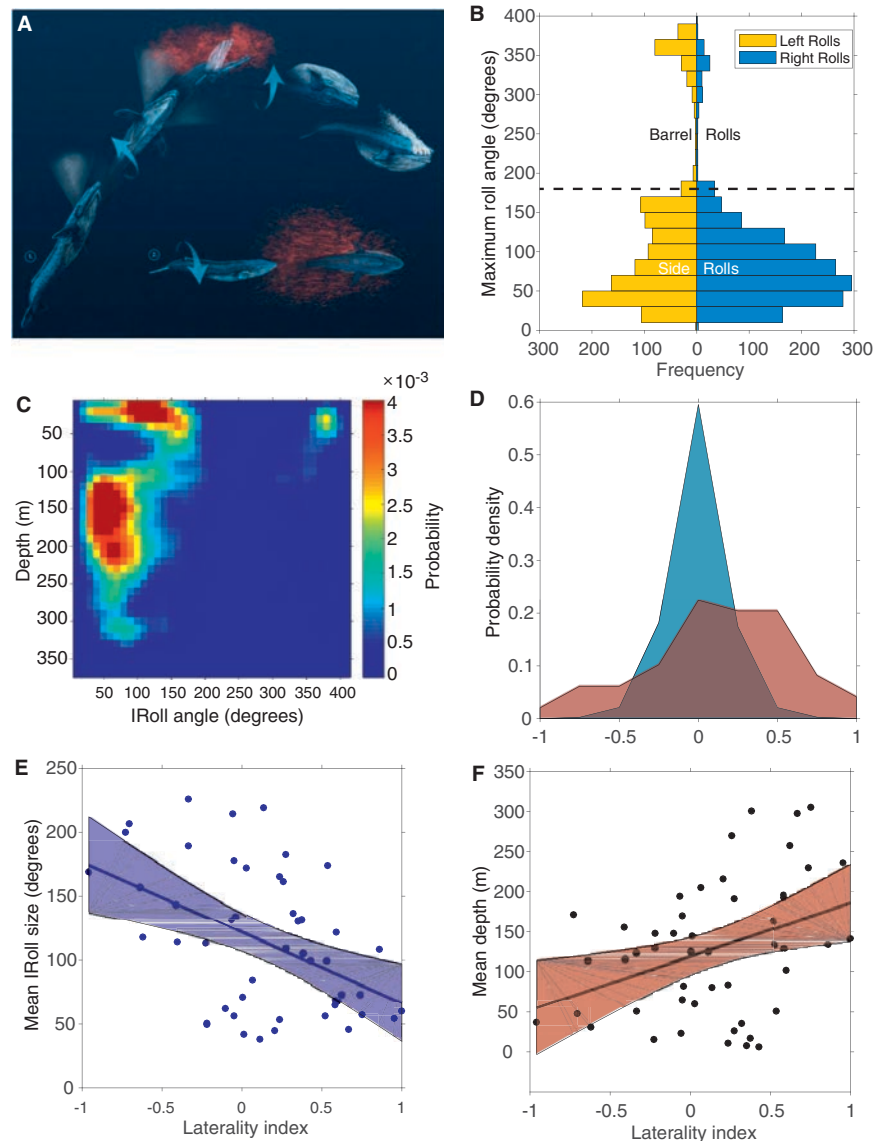 A
B
400
350
300
250
200
150
100
50
0
Maximum roll angle (degrees)
Left Rolls
Right Rolls
Barrel Rolls
Side Rolls
300 200 100 0 100 200 300
Frequency
C
50
100
150
200
250
300
350
Depth (m)
50 100 150 200 250 300 350 400
IRoll angle (degrees)
×10⁻³
4
3.5
3
2.5
2
1.5
1
0.5
0
Probability
D
0.6
0.5
0.4
0.3
0.2
0.1
0
Probability density
-1 -0.5 0 0.5 1
E
250
200
150
100
50
0
Mean IRoll size (degrees)
-1 -0.5 0 0.5 1
Laterality index
F
350
300
250
200
150
100
50
0
Mean depth (m)
-1 -0.5 0 0.5 1
Laterality index